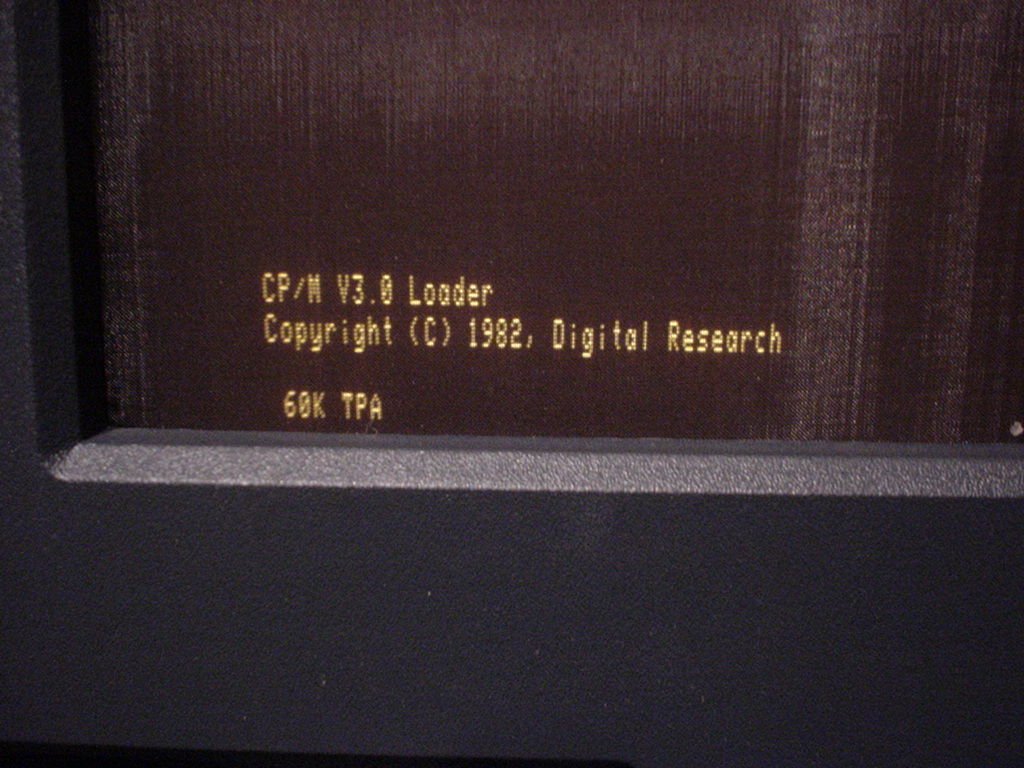 CP/M V3.0 Loader
Copyright (C) 1982, Digital Research
60K TPA